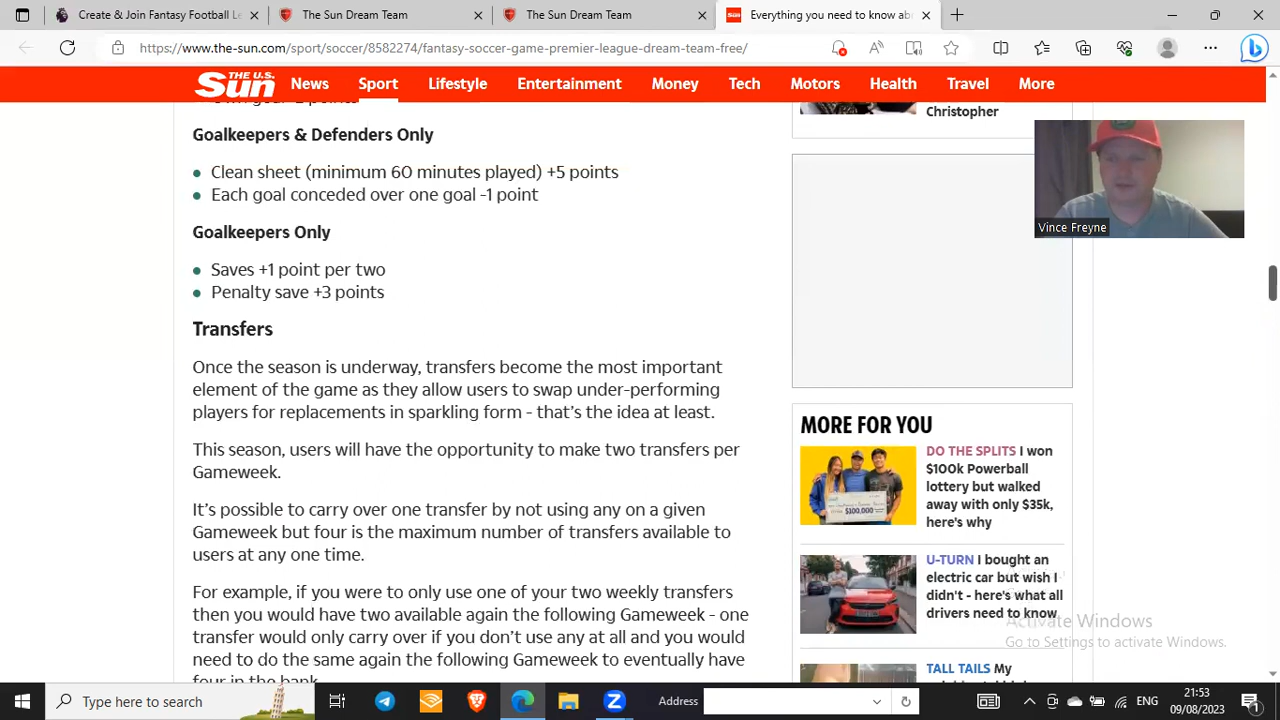 Create & Join Fantasy Football L
The Sun Dream Team
The Sun Dream Team
Everything you need to know ab
https://www.the-sun.com/sport/soccer/8582274/fantasy-soccer-game-premier-league-dream-team-free/
THE U.S. Sun
News Sport Lifestyle Entertainment Money Tech Motors Health Travel More
Goalkeepers & Defenders Only
Clean sheet (minimum 60 minutes played) +5 points
Each goal conceded over one goal -1 point
Goalkeepers Only
Saves +1 point per two
Penalty save +3 points
Transfers
Once the season is underway, transfers become the most important
element of the game as they allow users to swap under-performing
players for replacements in sparkling form - that's the idea at least.
This season, users will have the opportunity to make two transfers per
Gameweek.
It's possible to carry over one transfer by not using any on a given
Gameweek but four is the maximum number of transfers available to
users at any one time.
For example, if you were to only use one of your two weekly transfers
then you would have two available again the following Gameweek - one
transfer would only carry over if you don't use any at all and you would
need to do the same again the following Gameweek to eventually have
four in the bank
Christopher
Vince Freyne
MORE FOR YOU
DO THE SPLITS I won
$100k Powerball
lottery but walked
away with only $35k,
here's why
$100,000
U-TURN I bought an
electric car but wish I
didn't - here's what all
drivers need to know
TALL TAILS My
Activate Windows
Go to Settings to activate Windows.
Type here to search
Address
ENG
21:53
09/08/2023